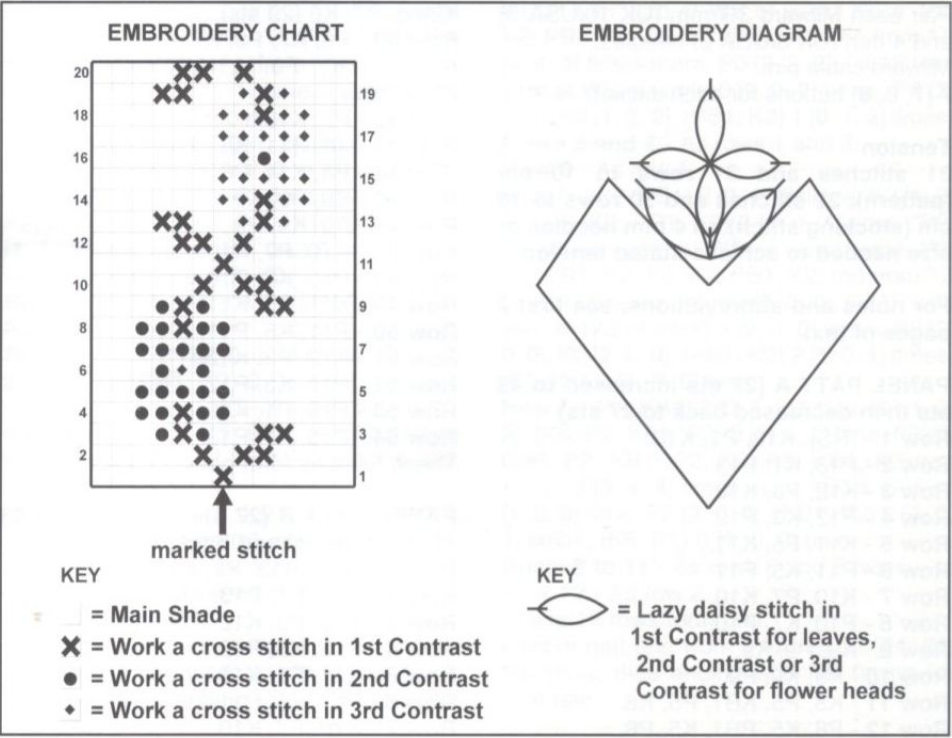 EMBROIDERY CHART
20
19
18
17
16
15
14
13
12
11
10
9
8
7
6
5
4
3
2
1
marked stitch
KEY
= Main Shade
= Work a cross stitch in 1st Contrast
= Work a cross stitch in 2nd Contrast
= Work a cross stitch in 3rd Contrast
EMBROIDERY DIAGRAM
KEY
= Lazy daisy stitch in
1st Contrast for leaves,
2nd Contrast or 3rd
Contrast for flower heads